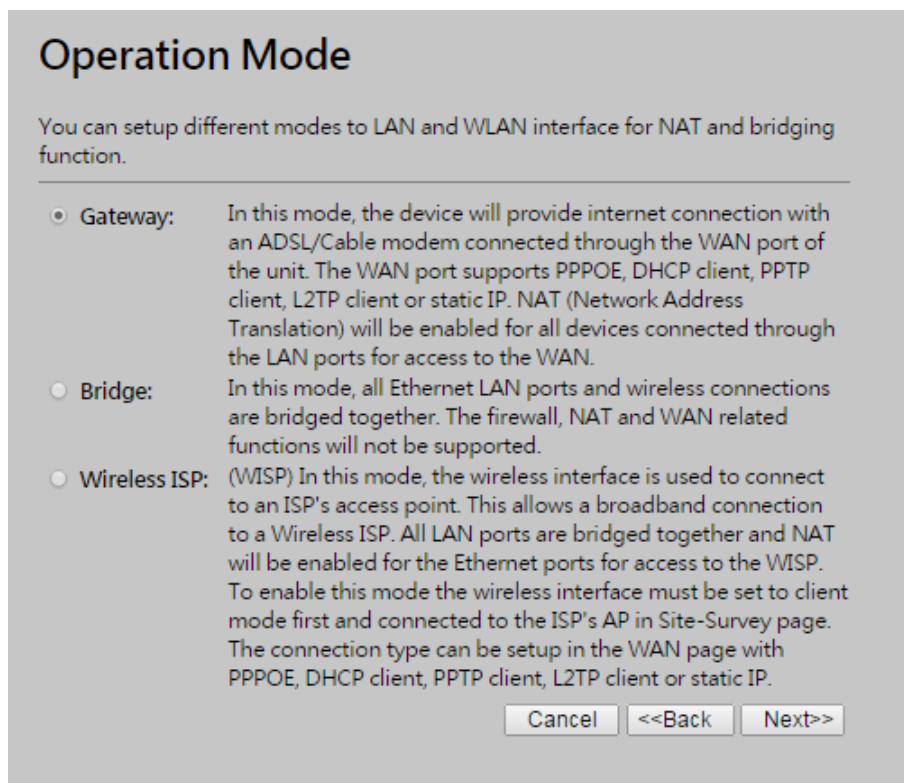 Operation Mode
You can setup different modes to LAN and WLAN interface for NAT and bridging
function.
Gateway: In this mode, the device will provide internet connection with
an ADSL/Cable modem connected through the WAN port of
the unit. The WAN port supports PPPOE, DHCP client, PPTP
client, L2TP client or static IP. NAT (Network Address
Translation) will be enabled for all devices connected through
the LAN ports for access to the WAN.
Bridge: In this mode, all Ethernet LAN ports and wireless connections
are bridged together. The firewall, NAT and WAN related
functions will not be supported.
Wireless ISP: (WISP) In this mode, the wireless interface is used to connect
to an ISP's access point. This allows a broadband connection
to a Wireless ISP. All LAN ports are bridged together and NAT
will be enabled for the Ethernet ports for access to the WISP.
To enable this mode the wireless interface must be set to client
mode first and connected to the ISP's AP in Site-Survey page.
The connection type can be setup in the WAN page with
PPPOE, DHCP client, PPTP client, L2TP client or static IP.
Cancel <<Back Next>>